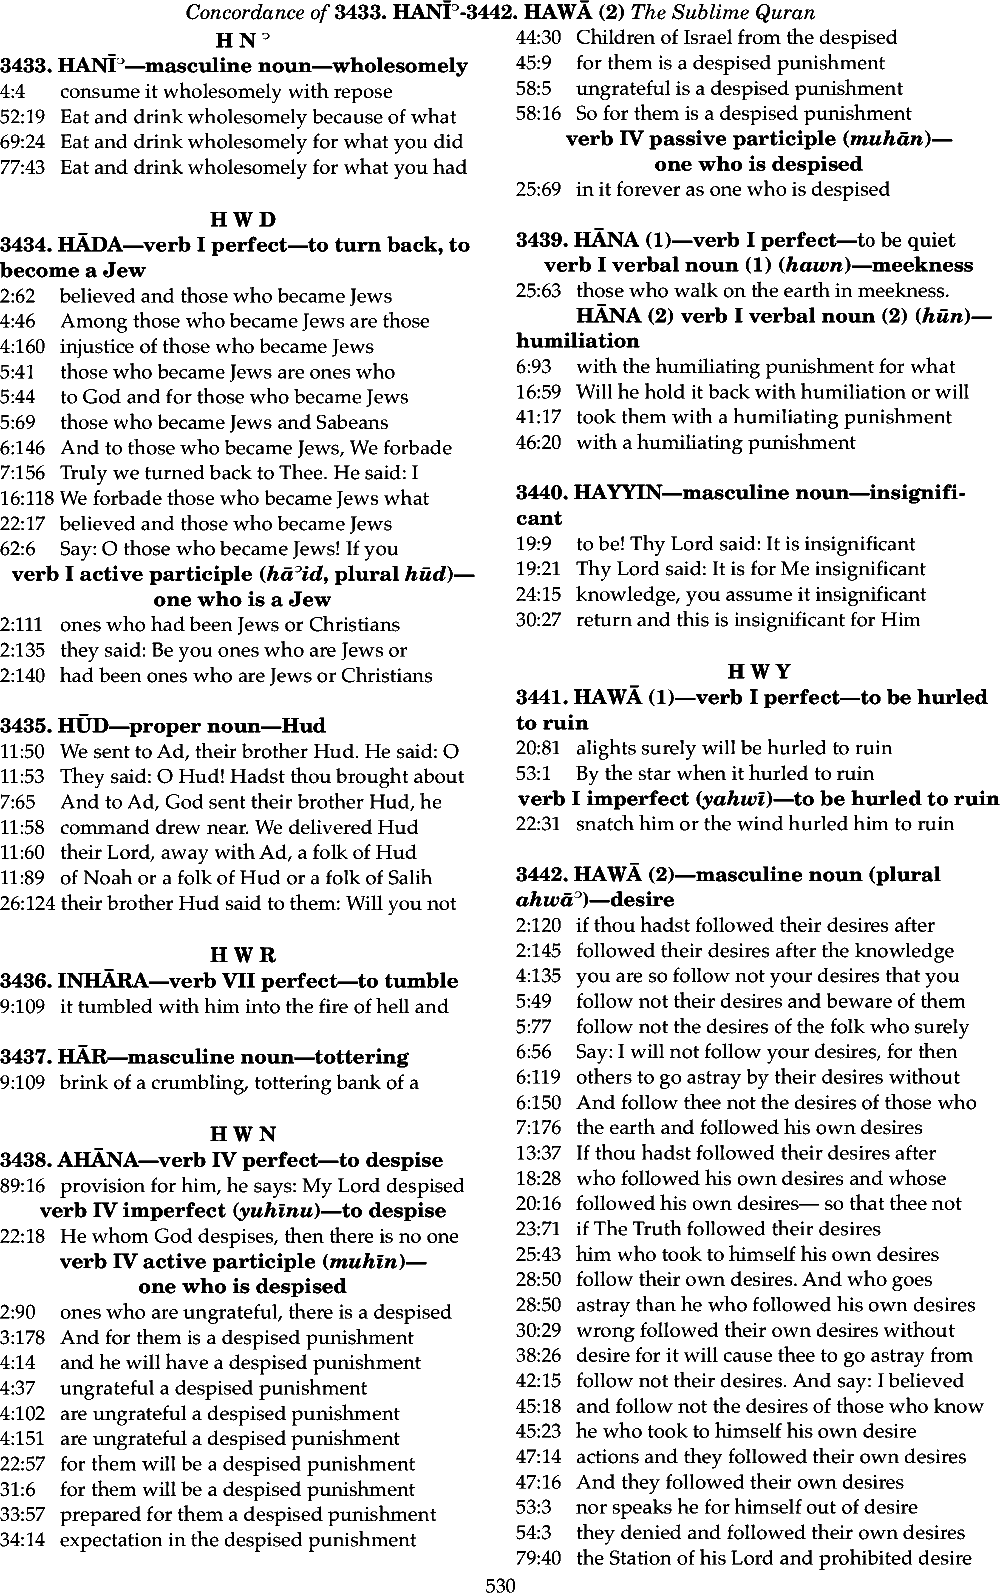 Concordance of 3433. HANĪʾ-3442. HAWĀ (2) The Sublime Quran
H N ʾ
3433. HANĪʾ—masculine noun—wholesomely
4:4 consume it wholesomely with repose
52:19 Eat and drink wholesomely because of what
69:24 Eat and drink wholesomely for what you did
77:43 Eat and drink wholesomely for what you had
H W D
3434. HĀDA—verb I perfect—to turn back, to
become a Jew
2:62 believed and those who became Jews
4:46 Among those who became Jews are those
4:160 injustice of those who became Jews
5:41 those who became Jews are ones who
5:44 to God and for those who became Jews
5:69 those who became Jews and Sabeans
6:146 And to those who became Jews, We forbade
7:156 Truly we turned back to Thee. He said: I
16:118 We forbade those who became Jews what
22:17 believed and those who became Jews
62:6 Say: O those who became Jews! If you
verb I active participle (hāʾid, plural hūd)—
one who is a Jew
2:111 ones who had been Jews or Christians
2:135 they said: Be you ones who are Jews or
2:140 had been ones who are Jews or Christians
3435. HŪD—proper noun—Hud
11:50 We sent to Ad, their brother Hud. He said: O
11:53 They said: O Hud! Hadst thou brought about
7:65 And to Ad, God sent their brother Hud, he
11:58 command drew near. We delivered Hud
11:60 their Lord, away with Ad, a folk of Hud
11:89 of Noah or a folk of Hud or a folk of Salih
26:124 their brother Hud said to them: Will you not
H W R
3436. INHĀRA—verb VII perfect—to tumble
9:109 it tumbled with him into the fire of hell and
3437. HĀR—masculine noun—tottering
9:109 brink of a crumbling, tottering bank of a
H W N
3438. AHĀNA—verb IV perfect—to despise
89:16 provision for him, he says: My Lord despised
verb IV imperfect (yuhīnu)—to despise
22:18 He whom God despises, then there is no one
verb IV active participle (muhīn)—
one who is despised
2:90 ones who are ungrateful, there is a despised
3:178 And for them is a despised punishment
4:14 and he will have a despised punishment
4:37 ungrateful a despised punishment
4:102 are ungrateful a despised punishment
4:151 are ungrateful a despised punishment
22:57 for them will be a despised punishment
31:6 for them will be a despised punishment
33:57 prepared for them a despised punishment
34:14 expectation in the despised punishment
44:30 Children of Israel from the despised
45:9 for them is a despised punishment
58:5 ungrateful is a despised punishment
58:16 So for them is a despised punishment
verb IV passive participle (muhān)—
one who is despised
25:69 in it forever as one who is despised
3439. HĀNA (1)—verb I perfect—to be quiet
verb I verbal noun (1) (hawn)—meekness
25:63 those who walk on the earth in meekness.
HĀNA (2) verb I verbal noun (2) (hūn)—
humiliation
6:93 with the humiliating punishment for what
16:59 Will he hold it back with humiliation or will
41:17 took them with a humiliating punishment
46:20 with a humiliating punishment
3440. HAYYIN—masculine noun—insignifi-
cant
19:9 to be! Thy Lord said: It is insignificant
19:21 Thy Lord said: It is for Me insignificant
24:15 knowledge, you assume it insignificant
30:27 return and this is insignificant for Him
H W Y
3441. HAWĀ (1)—verb I perfect—to be hurled
to ruin
20:81 alights surely will be hurled to ruin
53:1 By the star when it hurled to ruin
verb I imperfect (yahwī)—to be hurled to ruin
22:31 snatch him or the wind hurled him to ruin
3442. HAWĀ (2)—masculine noun (plural
ahwāʾ)—desire
2:120 if thou hadst followed their desires after
2:145 followed their desires after the knowledge
4:135 you are so follow not your desires that you
5:49 follow not their desires and beware of them
5:77 follow not the desires of the folk who surely
6:56 Say: I will not follow your desires, for then
6:119 others to go astray by their desires without
6:150 And follow thee not the desires of those who
7:176 the earth and followed his own desires
13:37 If thou hadst followed their desires after
18:28 who followed his own desires and whose
20:16 followed his own desires— so that thee not
23:71 if The Truth followed their desires
25:43 him who took to himself his own desires
28:50 follow their own desires. And who goes
28:50 astray than he who followed his own desires
30:29 wrong followed their own desires without
38:26 desire for it will cause thee to go astray from
42:15 follow not their desires. And say: I believed
45:18 and follow not the desires of those who know
45:23 he who took to himself his own desire
47:14 actions and they followed their own desires
47:16 And they followed their own desires
53:3 nor speaks he for himself out of desire
54:3 they denied and followed their own desires
79:40 the Station of his Lord and prohibited desire
530